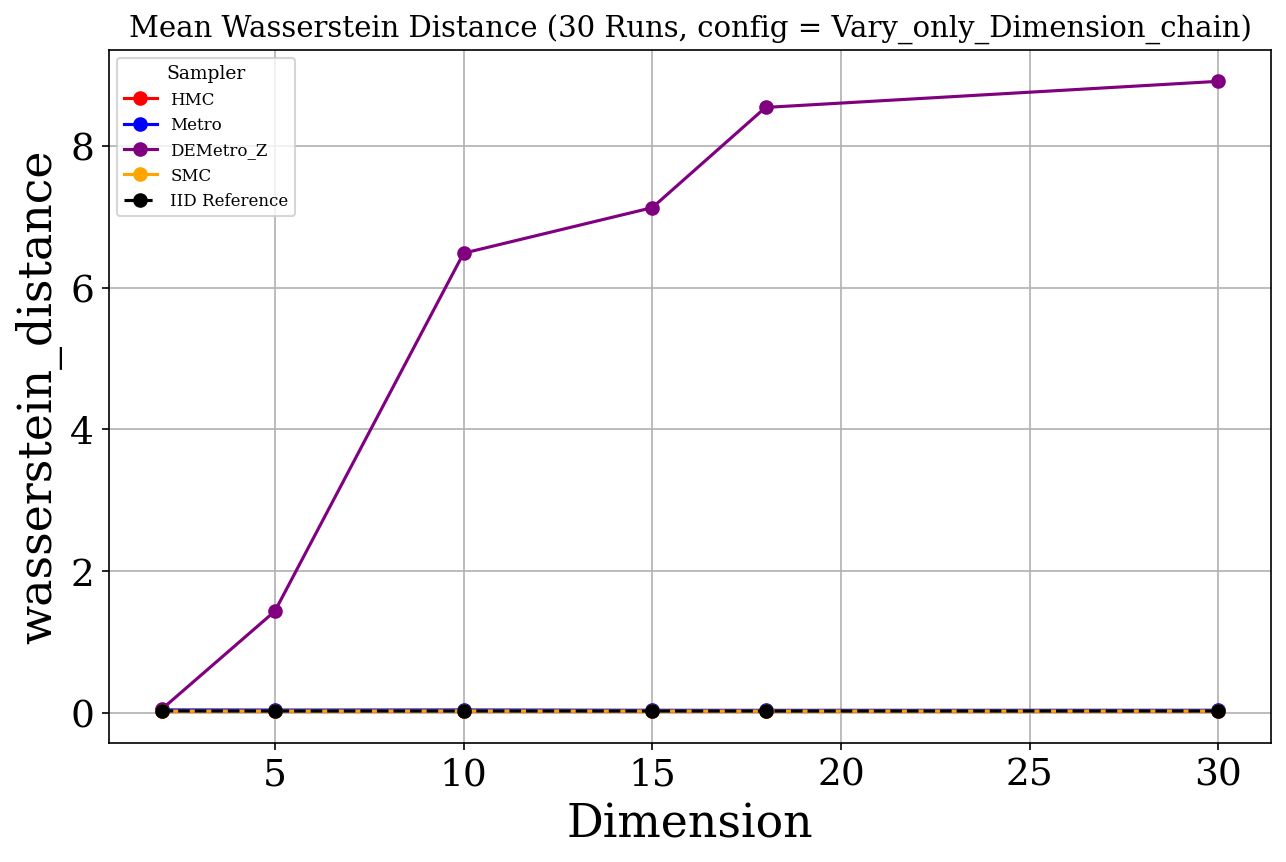 Mean Wasserstein Distance (30 Runs, config = Vary_only_Dimension_chain)
Sampler
HMC
Metro
DEMetro_Z
SMC
IID Reference
wasserstein_distance
8
6
4
2
0
5 10 15 20 25 30
Dimension